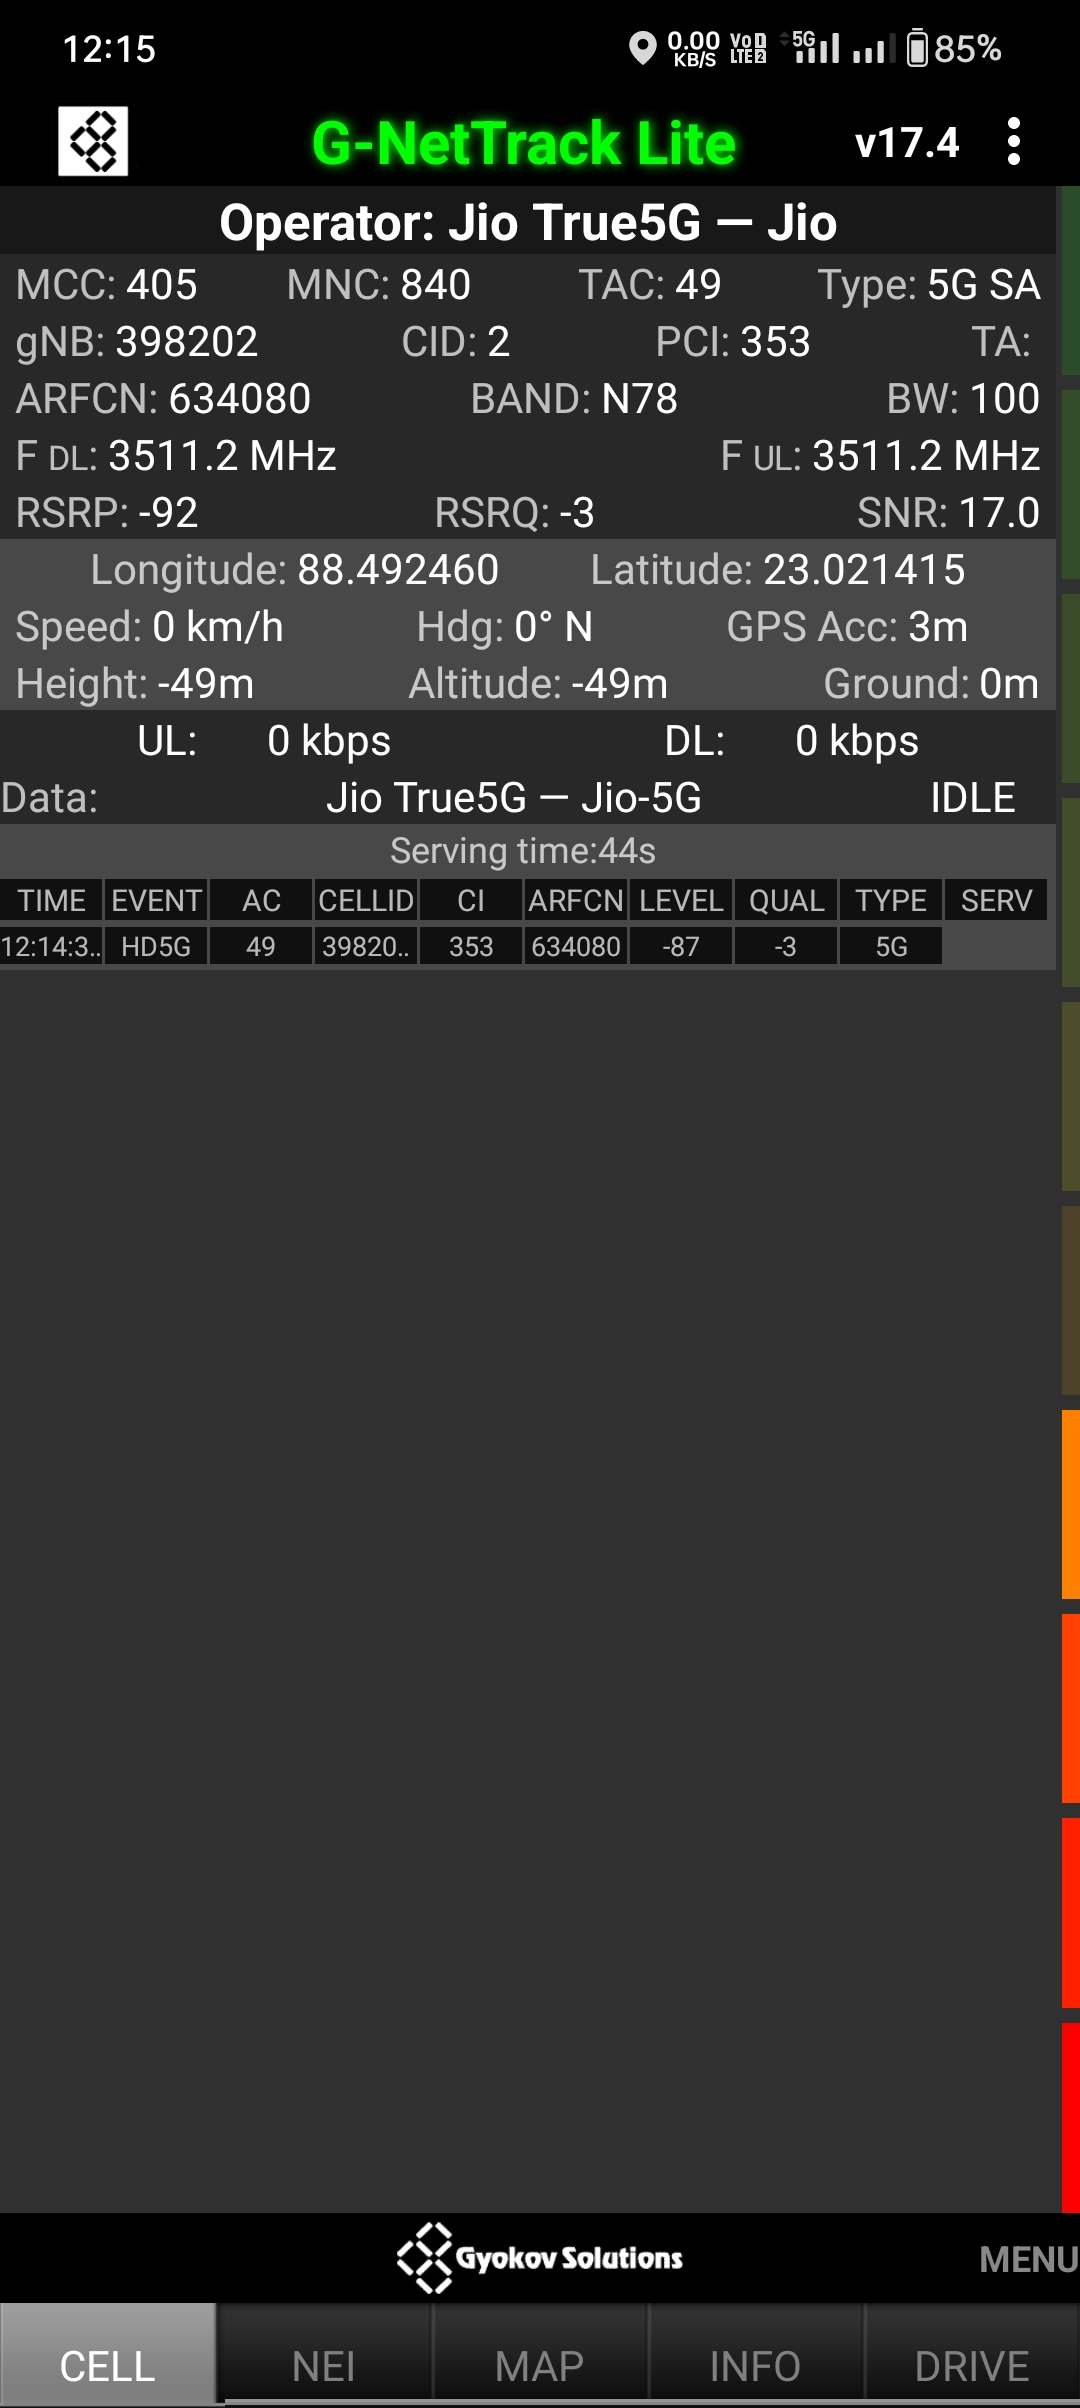 12:15 0.00 KB/S Vo 1 LTE 2 5G 85%
G-NetTrack Lite v17.4
Operator: Jio True5G — Jio
MCC: 405 MNC: 840 TAC: 49 Type: 5G SA
gNB: 398202 CID: 2 PCI: 353 TA:
ARFCN: 634080 BAND: N78 BW: 100
F DL: 3511.2 MHz F UL: 3511.2 MHz
RSRP: -92 RSRQ: -3 SNR: 17.0
Longitude: 88.492460 Latitude: 23.021415
Speed: 0 km/h Hdg: 0° N GPS Acc: 3m
Height: -49m Altitude: -49m Ground: 0m
UL: 0 kbps DL: 0 kbps
Data: Jio True5G — Jio-5G IDLE
Serving time:44s
TIME EVENT AC CELLID CI ARFCN LEVEL QUAL TYPE SERV
12:14:3.. HD5G 49 39820.. 353 634080 -87 -3 5G
Gyokov Solutions MENU
CELL NEI MAP INFO DRIVE